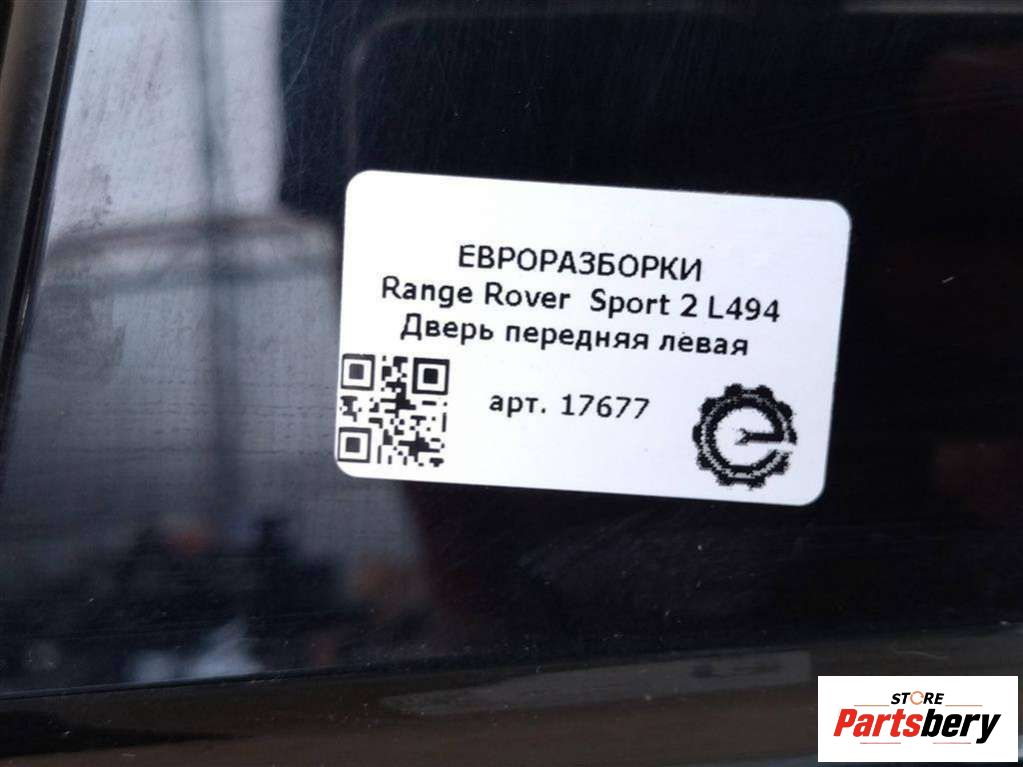 ЕВРОРАЗБОРКИ
Range Rover Sport 2 L494
Дверь передняя левая
арт. 17677
STORE
Partsbery